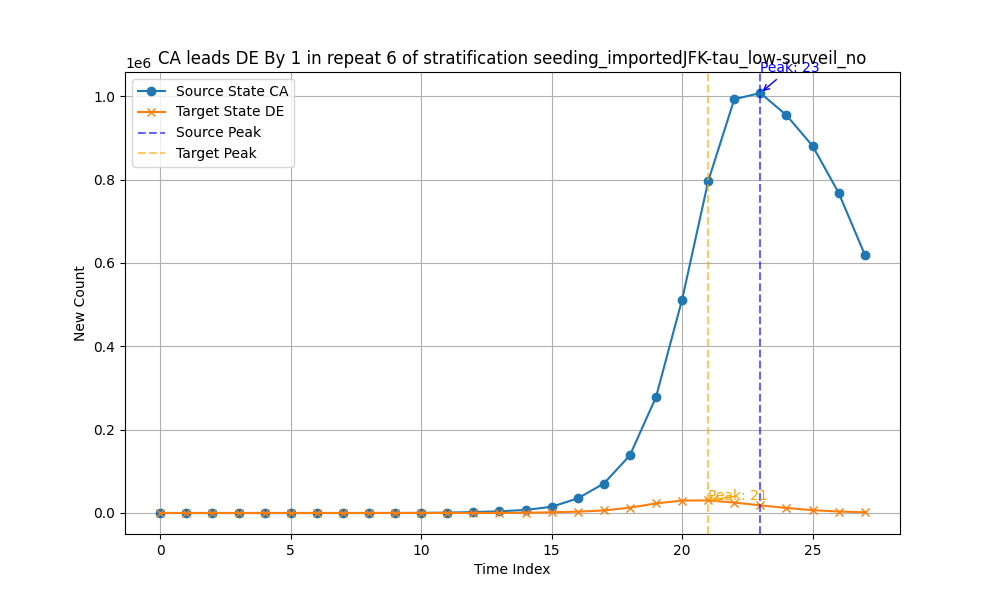 CA leads DE By 1 in repeat 6 of stratification seeding_importedJFK-tau_low-surveil_no
1e6
Peak: 23
Source State CA
Target State DE
Source Peak
Target Peak
1.0
0.8
0.6
0.4
0.2
0.0
New Count
Peak: 21
0
5
10
15
20
25
Time Index